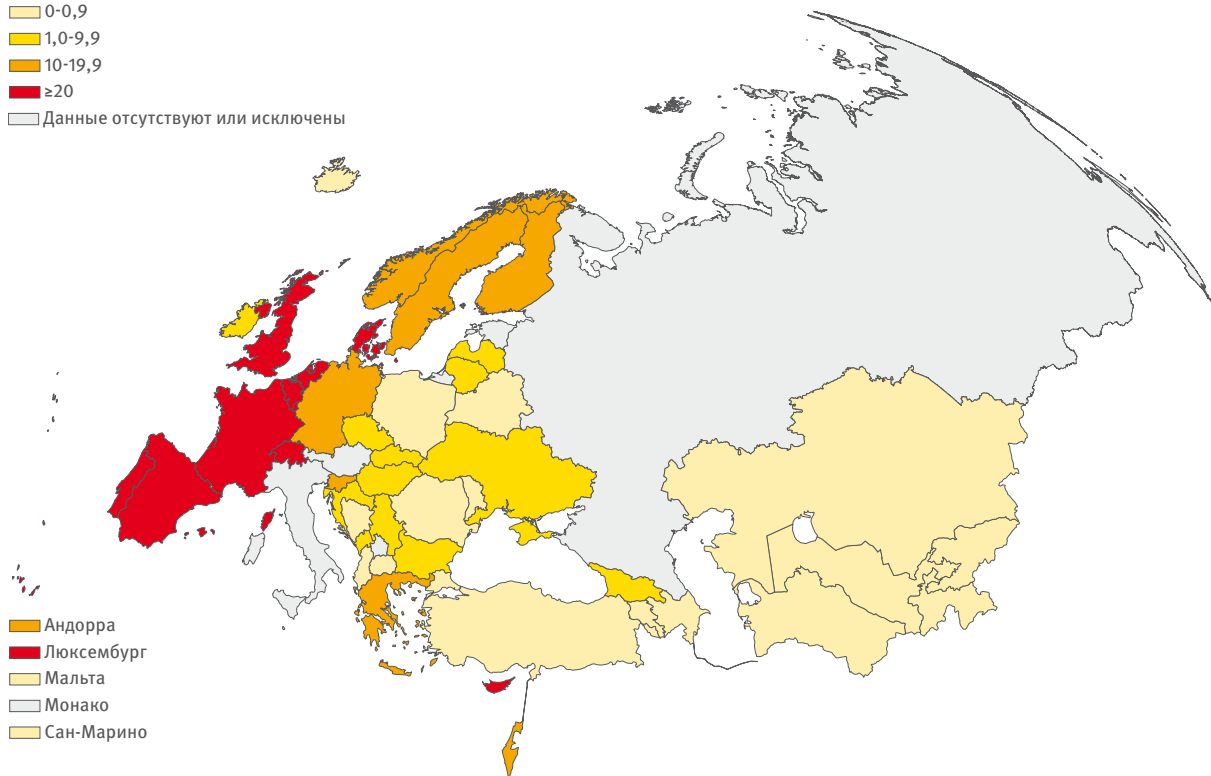 0-0,9
1,0-9,9
10-19,9
≥20
Данные отсутствуют или исключены
Андорра
Люксембург
Мальта
Монако
Сан-Марино